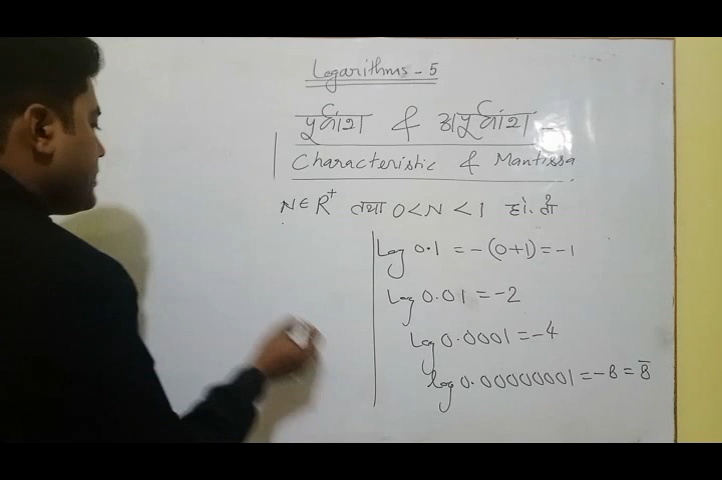 Logarithms - 5
पूर्णांश & अपूर्णांश -
Characteristic & Mantissa
N∈R⁺ तथा 0<N<1 हो. तो
log 0.1 = -(0+1) = -1
log 0.01 = -2
log 0.0001 = -4
log 0.00000001 = -8 = 8̅